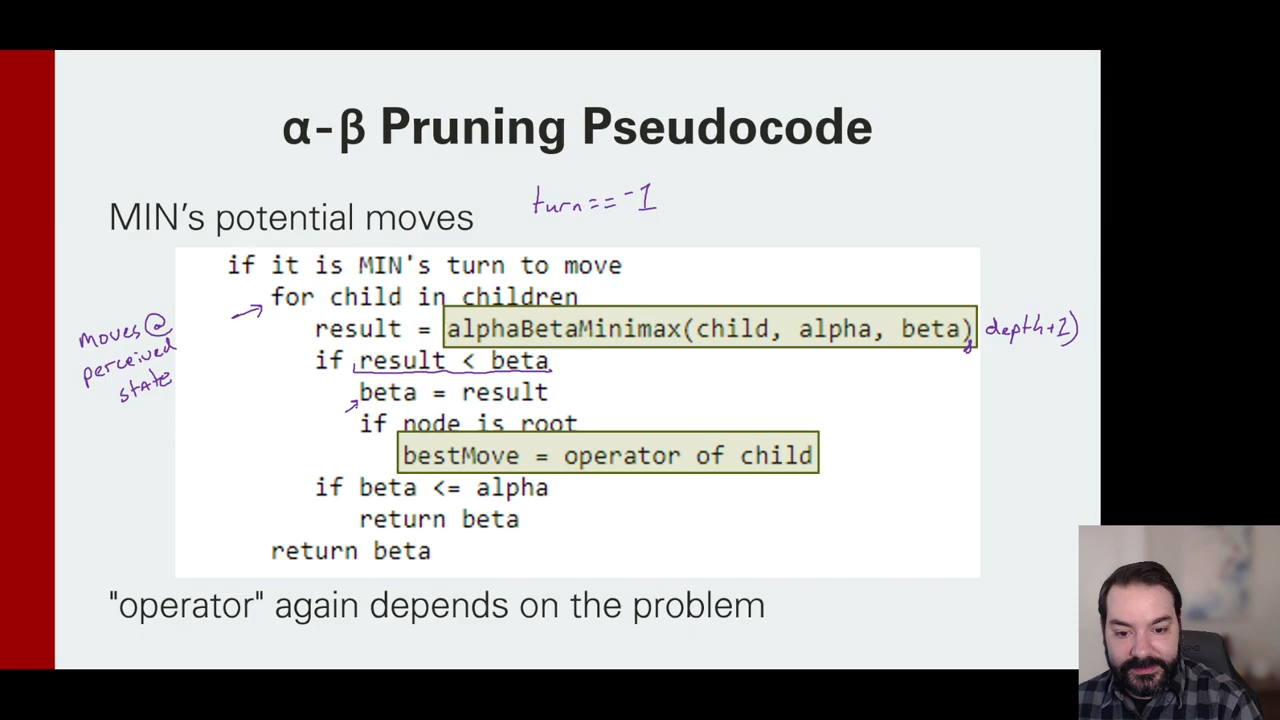 α-β Pruning Pseudocode
turn==-1
MIN's potential moves
if it is MIN's turn to move
for child in children
result = alphaBetaMinimax(child, alpha, beta), depth+1)
moves@
perceived
state
if result < beta
beta = result
if node is root
bestMove = operator of child
if beta <= alpha
return beta
return beta
"operator" again depends on the problem